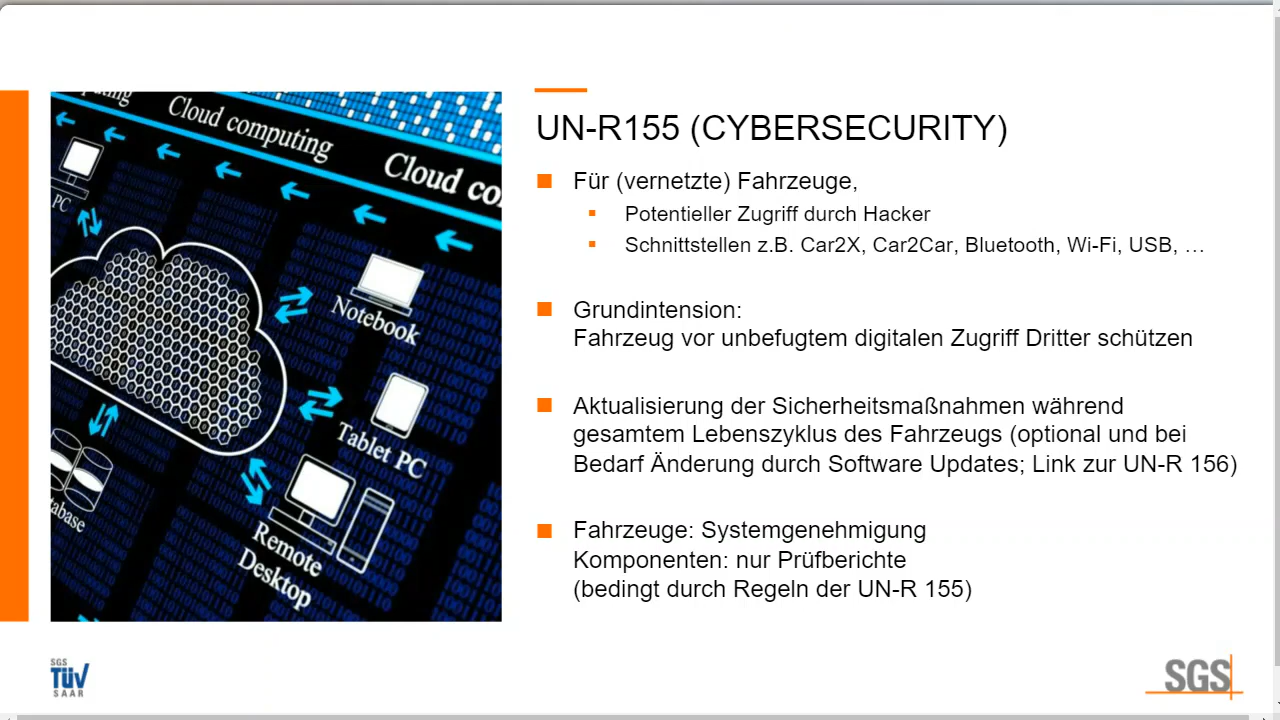 Cloud computing
Cloud
PC
Notebook
Tablet PC
Remote
Desktop
UN-R155 (CYBERSECURITY)
Für (vernetzte) Fahrzeuge,
Potentieller Zugriff durch Hacker
Schnittstellen z.B. Car2X, Car2Car, Bluetooth, Wi-Fi, USB, …
Grundintension:
Fahrzeug vor unbefugtem digitalen Zugriff Dritter schützen
Aktualisierung der Sicherheitsmaßnahmen während
gesamtem Lebenszyklus des Fahrzeugs (optional und bei
Bedarf Änderung durch Software Updates; Link zur UN-R 156)
Fahrzeuge: Systemgenehmigung
Komponenten: nur Prüfberichte
(bedingt durch Regeln der UN-R 155)
SGS
TÜV
SAAR
SGS